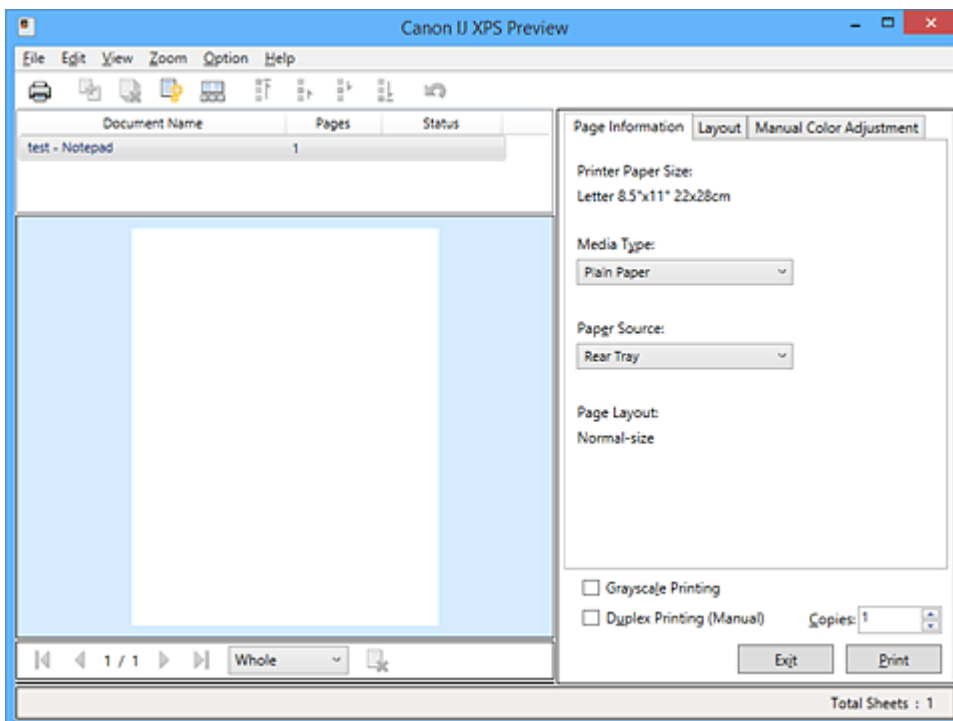 Canon IJ XPS Preview
File Edit View Zoom Option Help
Document Name Pages Status
test - Notepad 1
Page Information Layout Manual Color Adjustment
Printer Paper Size:
Letter 8.5"x11" 22x28cm
Media Type:
Plain Paper
Paper Source:
Rear Tray
Page Layout:
Normal-size
Grayscale Printing
Duplex Printing (Manual) Copies: 1
1 / 1 Whole
Exit Print
Total Sheets : 1